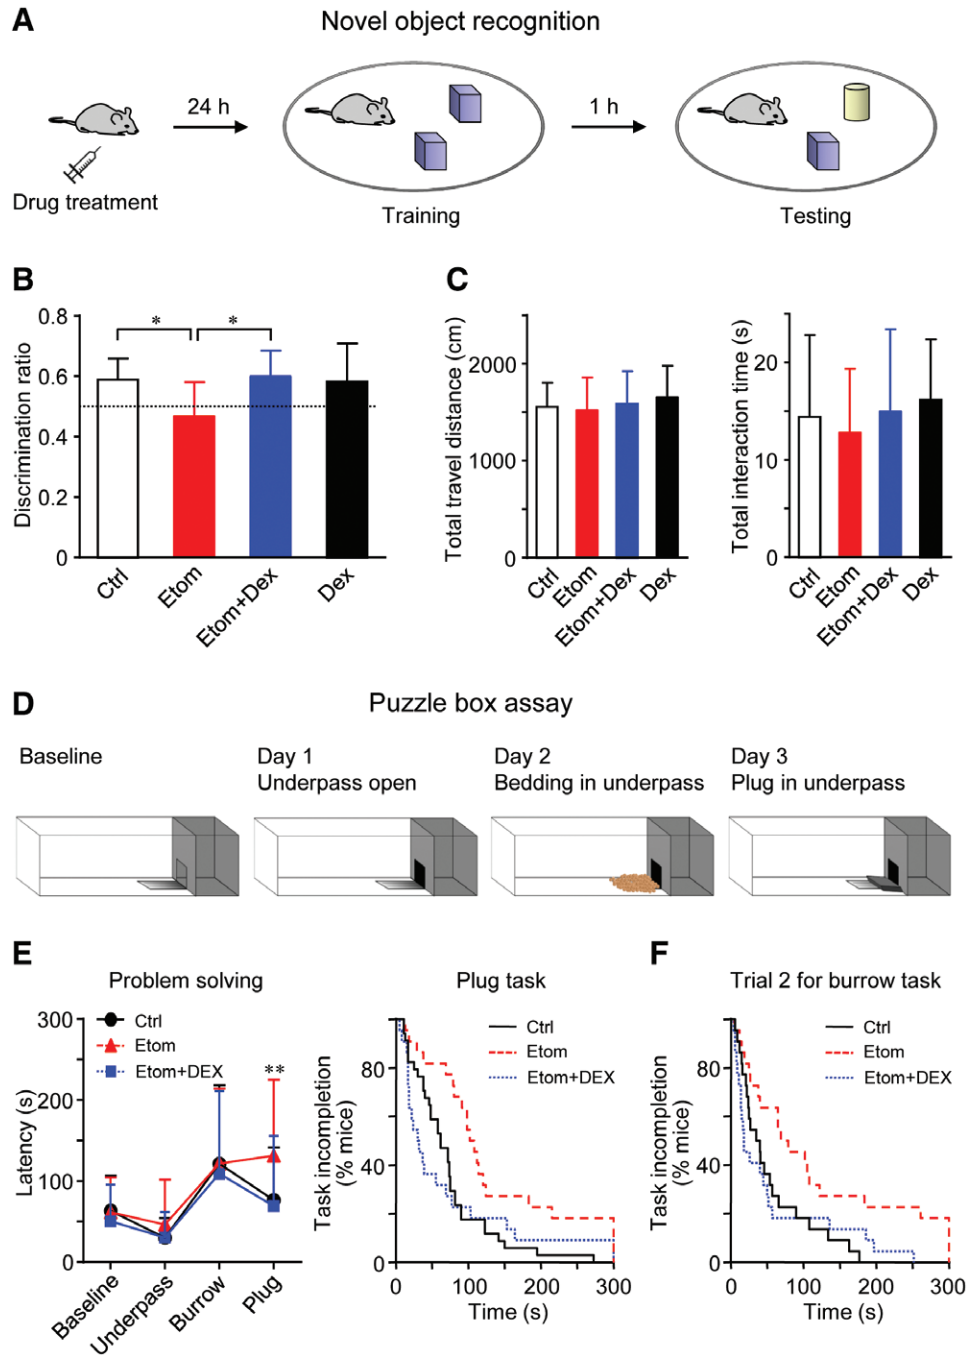 A
Novel object recognition
24 h
1 h
Drug treatment
Training
Testing
B
Discrimination ratio
0.8
0.6
0.4
0.2
0
*
*
Ctrl
Etom
Etom+Dex
Dex
C
Total travel distance (cm)
2000
1000
0
Ctrl
Etom
Etom+Dex
Dex
Total interaction time (s)
20
10
0
Ctrl
Etom
Etom+Dex
Dex
D
Puzzle box assay
Baseline
Day 1
Underpass open
Day 2
Bedding in underpass
Day 3
Plug in underpass
E
Problem solving
Latency (s)
300
200
100
0
Ctrl
Etom
Etom+DEX
**
Baseline
Underpass
Burrow
Plug
Plug task
Task incompletion
(% mice)
80
40
0
Ctrl
Etom
Etom+DEX
0
100
200
300
Time (s)
F
Trial 2 for burrow task
Task incompletion
(% mice)
80
40
0
Ctrl
Etom
Etom+DEX
0
100
200
300
Time (s)